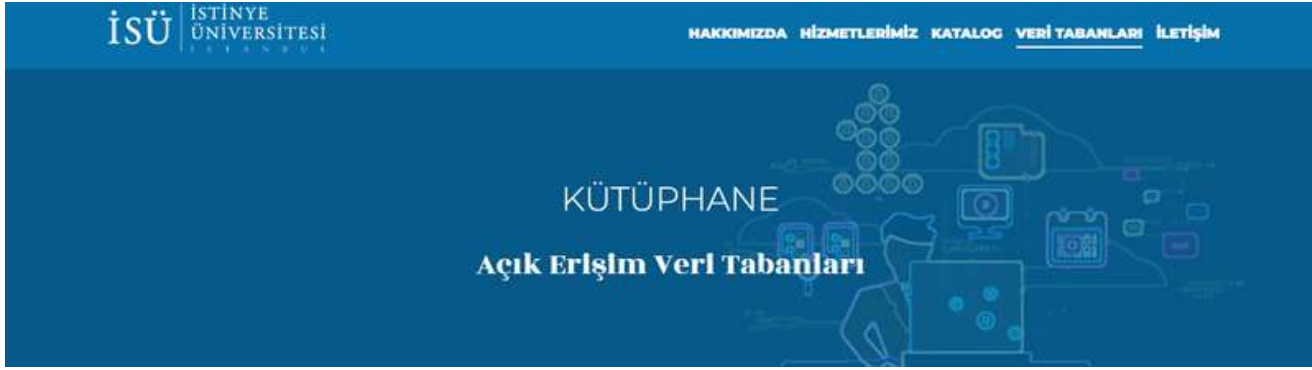 İSÜ
İSTİNYE
ÜNİVERSİTESİ
İSTANBUL
HAKKIMIZDA HİZMETLERİMİZ KATALOG VERİ TABANLARI İLETİŞİM
KÜTÜPHANE
Açık Erişim Veri Tabanları